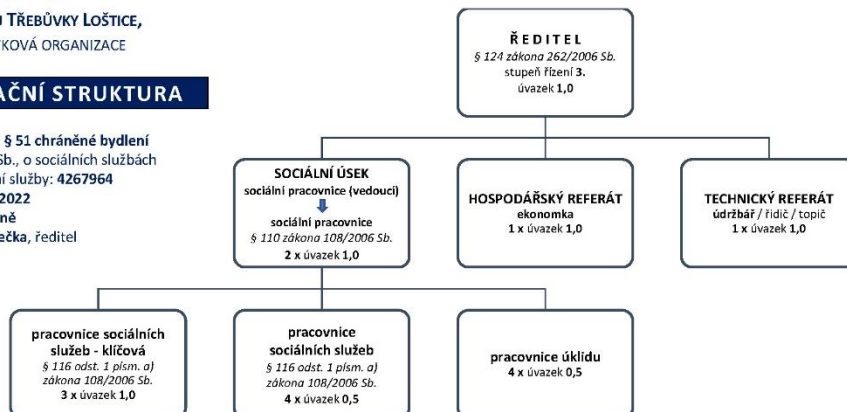 TŘEBŮVKY LOŠTICE,
ORGANIZACE
STRUKTURA
§ 51 chráněné bydlení
Sb., o sociálních službách
služby: 4267964
2022
ředitel
ŘEDITEL
§ 124 zákona 262/2006 Sb.
stupeň řízení 3.
úvazek 1,0
SOCIÁLNÍ ÚSEK
sociální pracovnice (vedoucí)
sociální pracovnice
§ 110 zákona 108/2006 Sb.
2 x úvazek 1,0
HOSPODÁŘSKÝ REFERÁT
ekonomka
1 x úvazek 1,0
TECHNICKÝ REFERÁT
údržbář / řidič / topič
1 x úvazek 1,0
pracovnice sociálních
služeb - klíčová
§ 116 odst. 1 písm. a)
zákona 108/2006 Sb.
3 x úvazek 1,0
pracovnice
sociálních služeb
§ 116 odst. 1 písm. a)
zákona 108/2006 Sb.
4 x úvazek 0,5
pracovnice úklidu
4 x úvazek 0,5